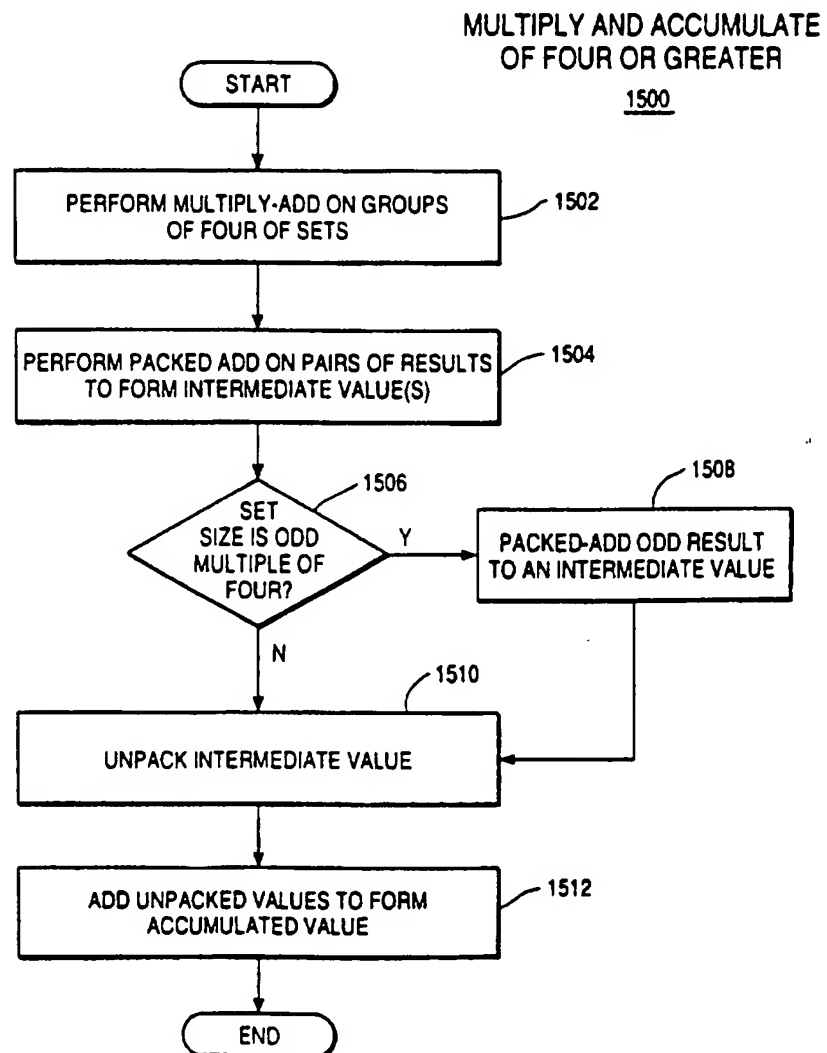 MULTIPLY AND ACCUMULATE
OF FOUR OR GREATER
1500
START
PERFORM MULTIPLY-ADD ON GROUPS
OF FOUR OF SETS
1502
PERFORM PACKED ADD ON PAIRS OF RESULTS
TO FORM INTERMEDIATE VALUE(S)
1504
1506
SET
SIZE IS ODD
MULTIPLE OF
FOUR?
Y
1508
PACKED-ADD ODD RESULT
TO AN INTERMEDIATE VALUE
N
1510
UNPACK INTERMEDIATE VALUE
ADD UNPACKED VALUES TO FORM
ACCUMULATED VALUE
1512
END